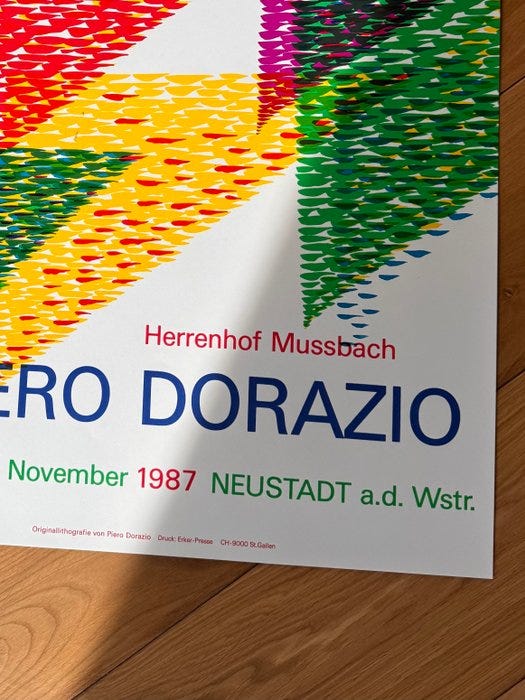 Herrenhof Mussbach
ERO DORAZIO
November 1987 NEUSTADT a.d. Wstr.
Originallithografie von Piero Dorazio Druck: Erker-Presse CH-9000 St.Gallen